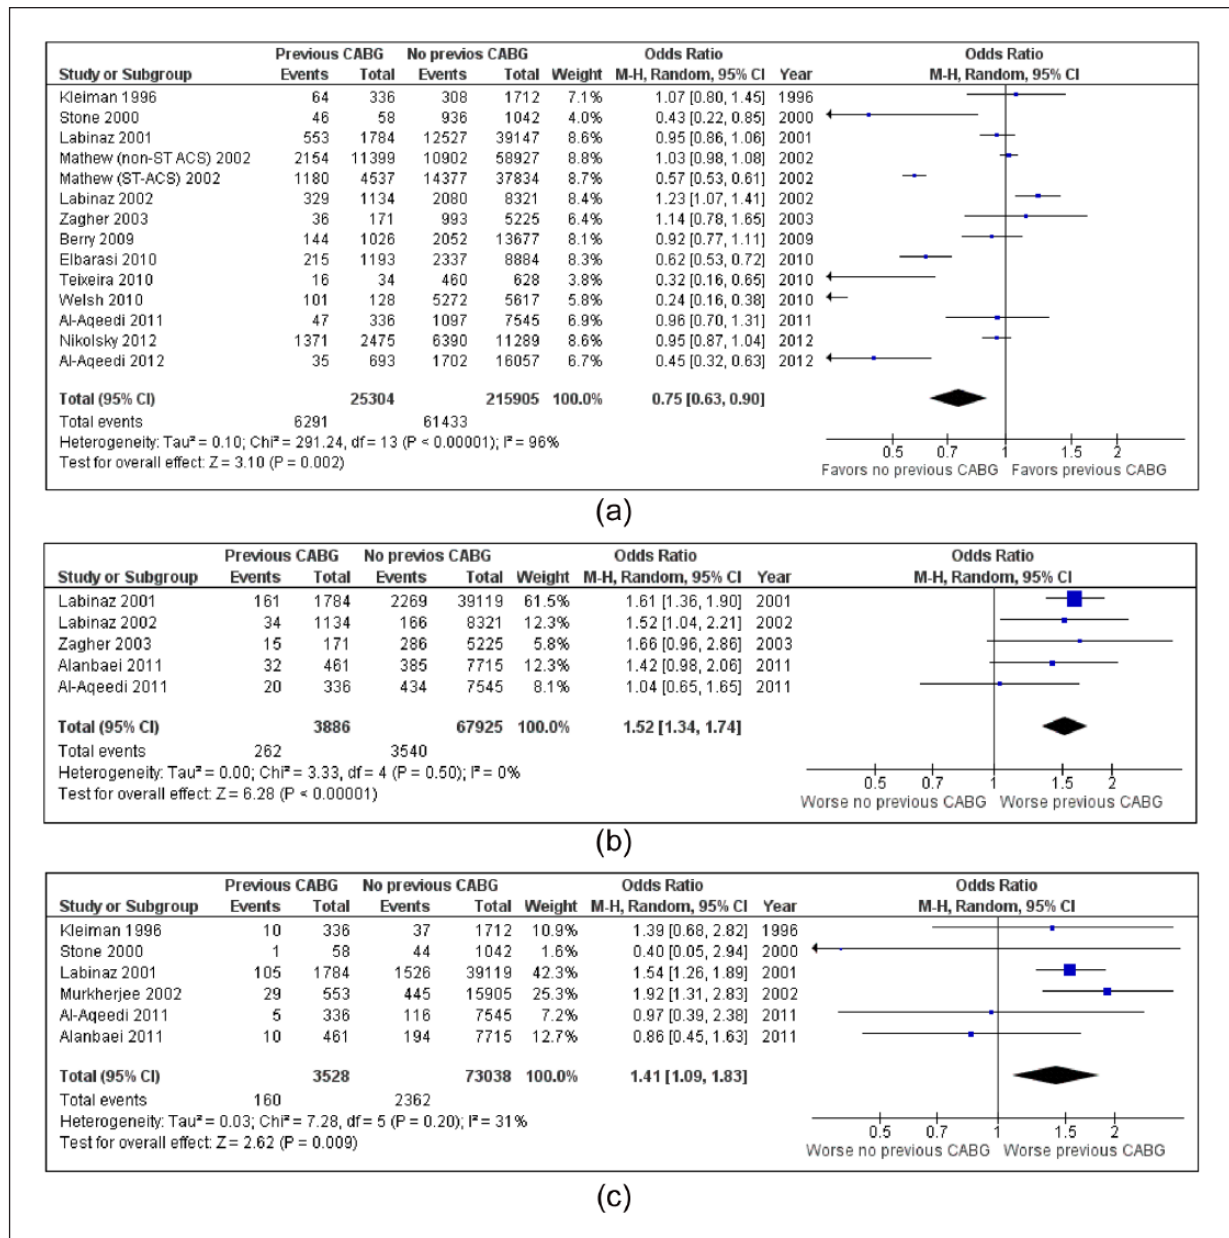 Previous CABG No previos CABG Odds Ratio Odds Ratio
Study or Subgroup Events Total Events Total Weight M-H, Random, 95% CI Year M-H, Random, 95% CI
Kleiman 1996 64 336 308 1712 7.1% 1.07 [0.80, 1.45] 1996
Stone 2000 46 58 936 1042 4.0% 0.43 [0.22, 0.85] 2000
Labinaz 2001 553 1784 12527 39147 8.6% 0.95 [0.86, 1.06] 2001
Mathew (non-ST ACS) 2002 2154 11399 10902 58927 8.8% 1.03 [0.98, 1.08] 2002
Mathew (ST-ACS) 2002 1180 4537 14377 37834 8.7% 0.57 [0.53, 0.61] 2002
Labinaz 2002 329 1134 2080 8321 8.4% 1.23 [1.07, 1.41] 2002
Zagher 2003 36 171 993 5225 6.4% 1.14 [0.78, 1.65] 2003
Berry 2009 144 1026 2052 13677 8.1% 0.92 [0.77, 1.11] 2009
Elbarasi 2010 215 1193 2337 8884 8.3% 0.62 [0.53, 0.72] 2010
Teixeira 2010 16 34 460 628 3.8% 0.32 [0.16, 0.65] 2010
Welsh 2010 101 128 5272 5617 5.8% 0.24 [0.16, 0.38] 2010
Al-Aqeedi 2011 47 336 1097 7545 6.9% 0.96 [0.70, 1.31] 2011
Nikolsky 2012 1371 2475 6390 11289 8.7% 0.95 [0.87, 1.04] 2012
Al-Aqeedi 2012 35 693 1702 16057 6.7% 0.45 [0.32, 0.63] 2012
Total (95% CI) 25304 215905 100.0% 0.75 [0.63, 0.90]
Total events 6291 61433
Heterogeneity: Tau² = 0.10; Chi² = 291.24, df = 13 (P < 0.00001); I² = 96%
Test for overall effect: Z = 3.10 (P = 0.002)
0.5 0.7 1 1.5 2
Favors no previous CABG Favors previous CABG
(a)
Previous CABG No previos CABG Odds Ratio Odds Ratio
Study or Subgroup Events Total Events Total Weight M-H, Random, 95% CI Year M-H, Random, 95% CI
Labinaz 2001 161 1784 2269 39119 61.5% 1.61 [1.36, 1.90] 2001
Labinaz 2002 34 1134 166 8321 12.3% 1.52 [1.04, 2.21] 2002
Zagher 2003 15 171 286 5225 5.8% 1.66 [0.96, 2.86] 2003
Alanbaei 2011 32 461 385 7715 12.3% 1.42 [0.98, 2.06] 2011
Al-Aqeedi 2011 20 336 434 7545 8.1% 1.04 [0.65, 1.65] 2011
Total (95% CI) 3886 67925 100.0% 1.52 [1.34, 1.74]
Total events 262 3540
Heterogeneity: Tau² = 0.00; Chi² = 3.33, df = 4 (P = 0.50); I² = 0%
Test for overall effect: Z = 6.28 (P < 0.00001)
0.5 0.7 1 1.5 2
Worse no previous CABG Worse previous CABG
(b)
Previous CABG No previous CABG Odds Ratio Odds Ratio
Study or Subgroup Events Total Events Total Weight M-H, Random, 95% CI Year M-H, Random, 95% CI
Kleiman 1996 10 336 37 1712 10.9% 1.39 [0.68, 2.82] 1996
Stone 2000 1 58 44 1042 1.6% 0.40 [0.05, 2.94] 2000
Labinaz 2001 105 1784 1526 39119 42.3% 1.54 [1.26, 1.89] 2001
Murkherjee 2002 29 553 445 15905 25.3% 1.92 [1.31, 2.83] 2002
Al-Aqeedi 2011 5 336 116 7545 7.2% 0.97 [0.39, 2.38] 2011
Alanbaei 2011 10 461 194 7715 12.7% 0.86 [0.45, 1.63] 2011
Total (95% CI) 3528 73038 100.0% 1.41 [1.09, 1.83]
Total events 160 2362
Heterogeneity: Tau² = 0.03; Chi² = 7.28, df = 5 (P = 0.20); I² = 31%
Test for overall effect: Z = 2.62 (P = 0.009)
0.5 0.7 1 1.5 2
Worse no previous CABG Worse previous CABG
(c)